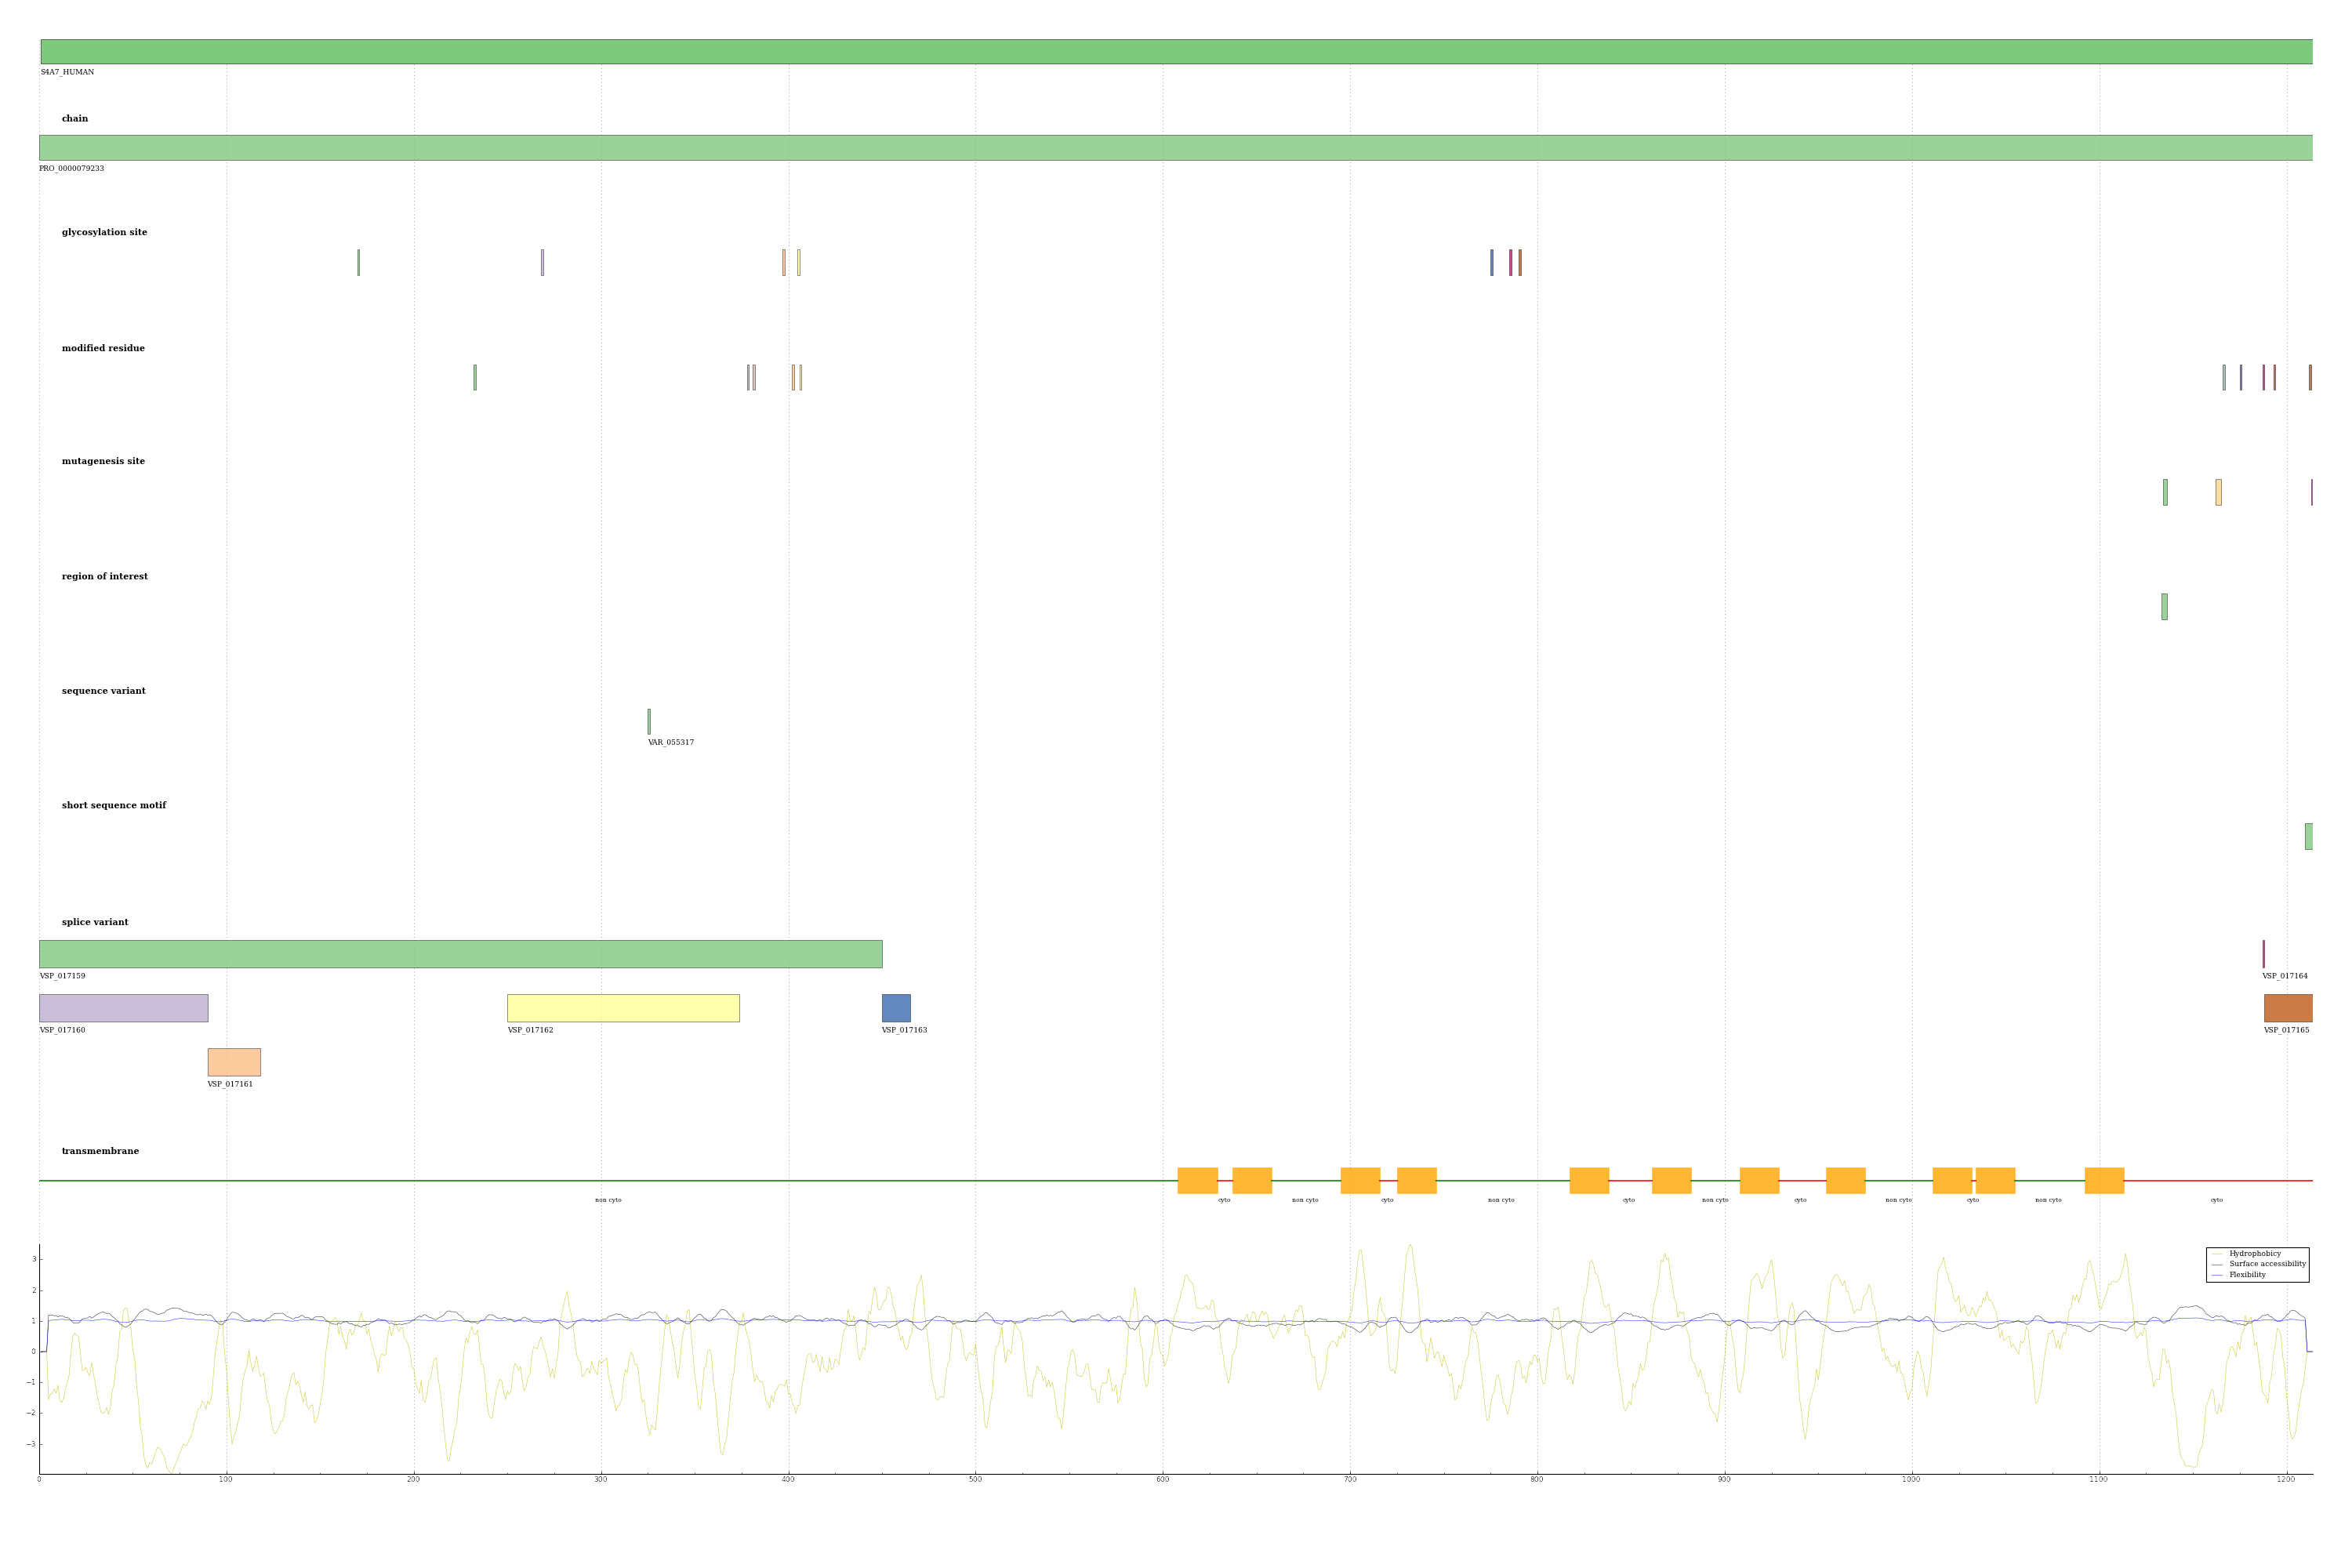 S4A7_HUMAN
chain
PRO_0000079233
glycosylation site
modified residue
mutagenesis site
region of interest
sequence variant
VAR_055317
short sequence motif
splice variant
VSP_017159 VSP_017164
VSP_017160 VSP_017162 VSP_017163 VSP_017165
VSP_017161
transmembrane
non cyto cyto non cyto cyto non cyto cyto non cyto cyto non cyto cyto non cyto cyto
Hydrophobicy
Surface accessibility
Flexibility
3
2
1
0
−1
−2
−3
0 100 200 300 400 500 600 700 800 900 1000 1100 1200